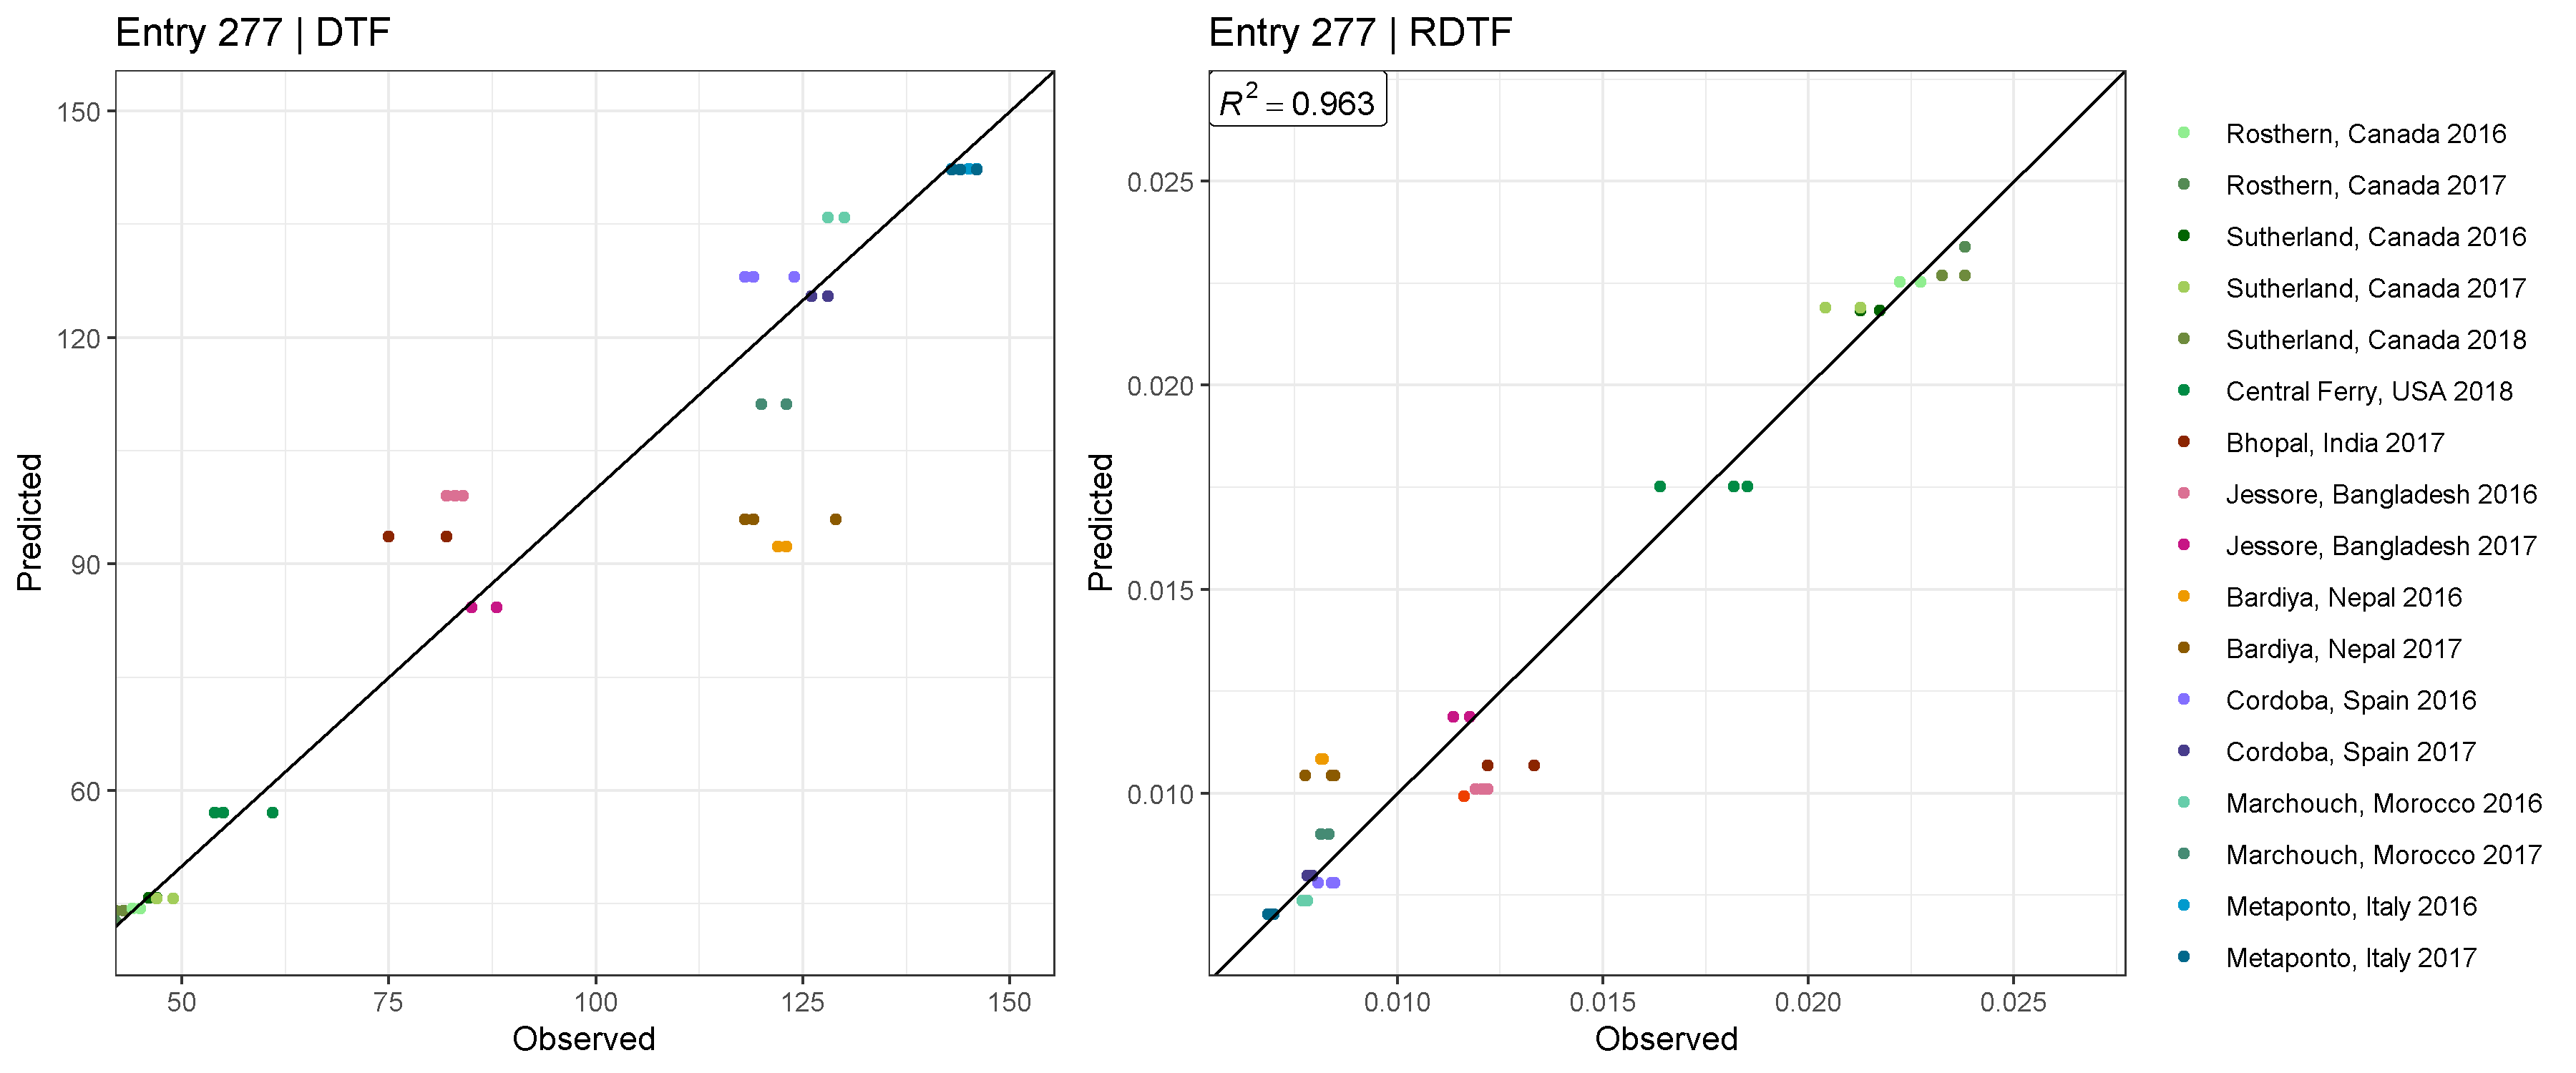 Entry 277 | DTF
Entry 277 | RDTF
150
120
90
60
Predicted
50
75
100
125
150
Observed
R² = 0.963
0.025
0.020
0.015
0.010
Predicted
0.010
0.015
0.020
0.025
Observed
Rosthern, Canada 2016
Rosthern, Canada 2017
Sutherland, Canada 2016
Sutherland, Canada 2017
Sutherland, Canada 2018
Central Ferry, USA 2018
Bhopal, India 2017
Jessore, Bangladesh 2016
Jessore, Bangladesh 2017
Bardiya, Nepal 2016
Bardiya, Nepal 2017
Cordoba, Spain 2016
Cordoba, Spain 2017
Marchouch, Morocco 2016
Marchouch, Morocco 2017
Metaponto, Italy 2016
Metaponto, Italy 2017